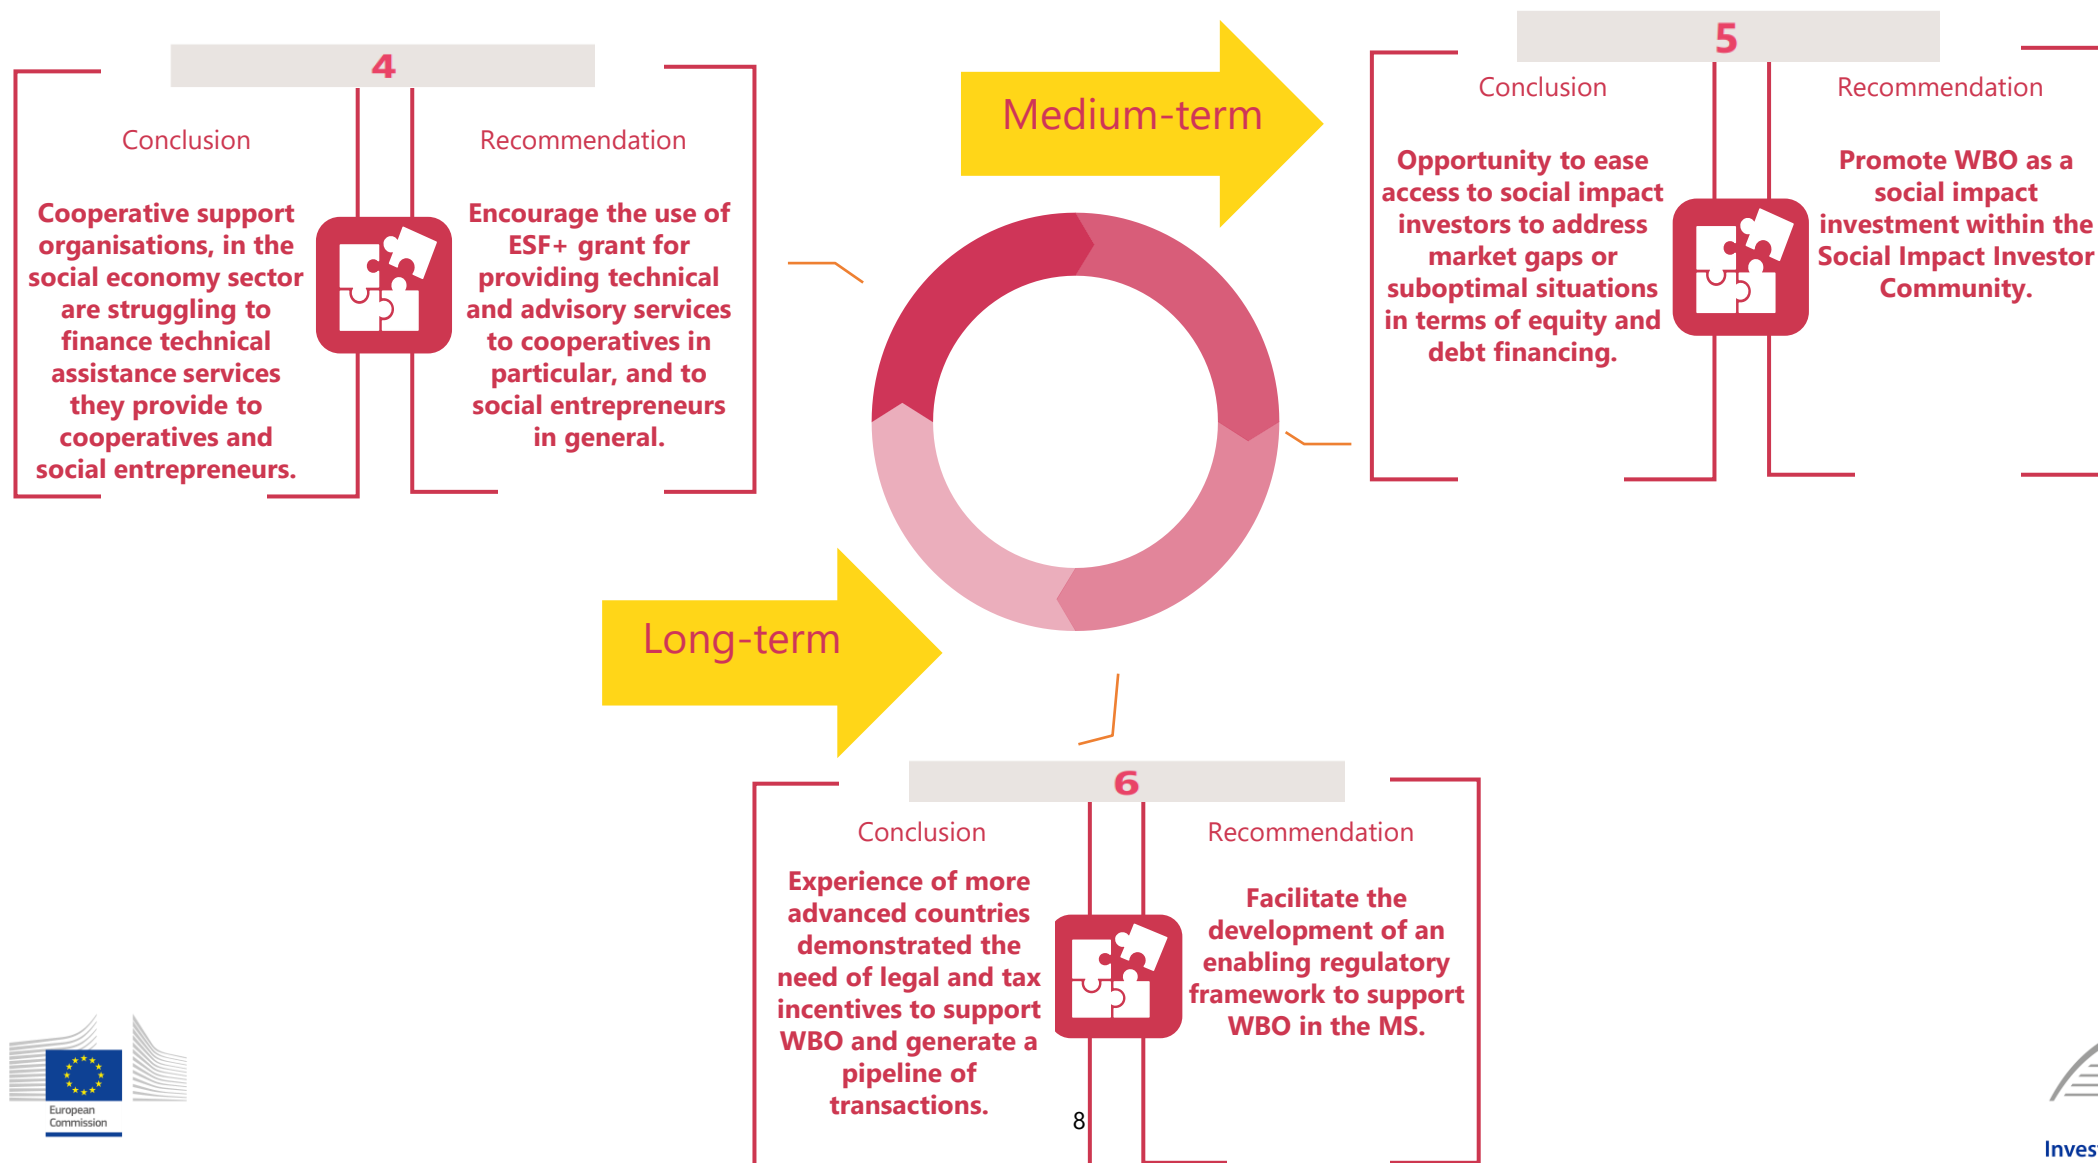 4
Conclusion
Cooperative support
organisations, in the
social economy sector
are struggling to
finance technical
assistance services
they provide to
cooperatives and
social entrepreneurs.
Recommendation
Encourage the use of
ESF+ grant for
providing technical
and advisory services
to cooperatives in
particular, and to
social entrepreneurs
in general.
Medium-term
5
Conclusion
Opportunity to ease
access to social impact
investors to address
market gaps or
suboptimal situations
in terms of equity and
debt financing.
Recommendation
Promote WBO as a
social impact
investment within the
Social Impact Investor
Community.
Long-term
6
Conclusion
Experience of more
advanced countries
demonstrated the
need of legal and tax
incentives to support
WBO and generate a
pipeline of
transactions.
Recommendation
Facilitate the
development of an
enabling regulatory
framework to support
WBO in the MS.
European
Commission
8
Inves